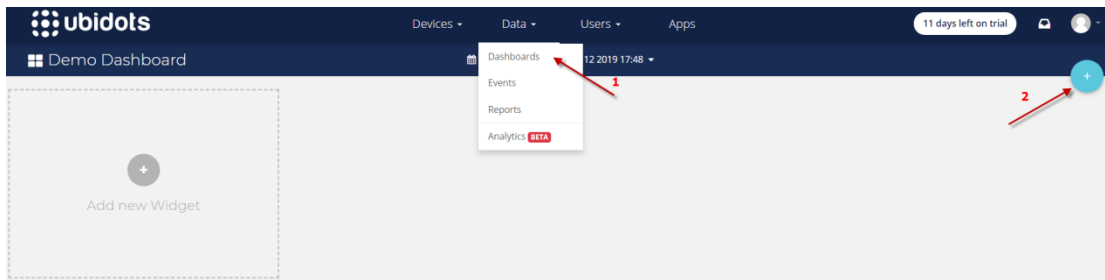 ubidots Devices Data Users Apps 11 days left on trial
Demo Dashboard 12 2019 17:48
Dashboards
1
Events
2
Reports
Analytics BETA
Add new Widget